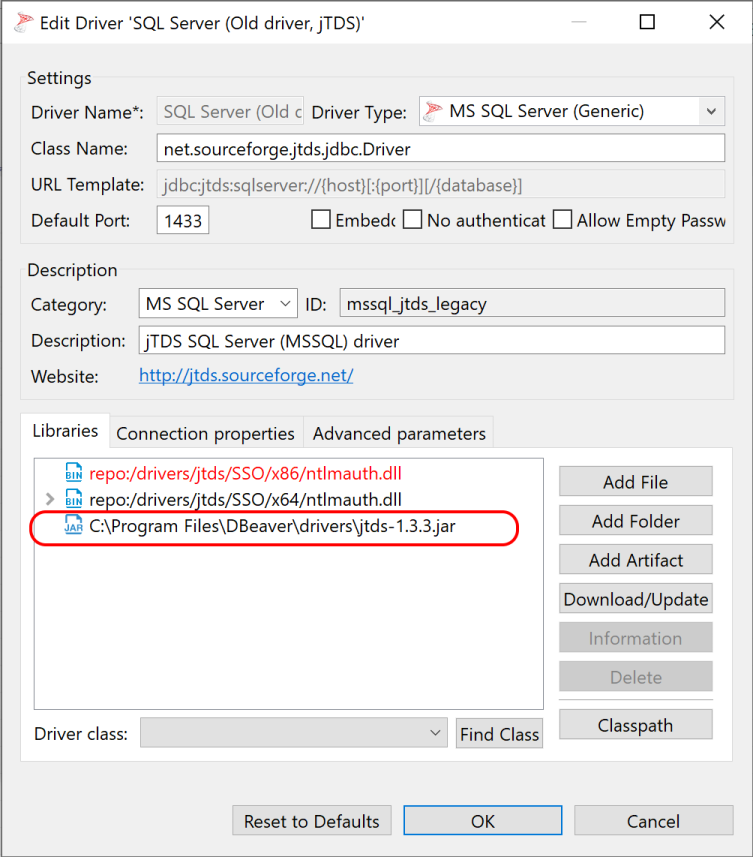 Edit Driver 'SQL Server (Old driver, jTDS)'
Settings
Driver Name*: SQL Server (Old c Driver Type: MS SQL Server (Generic)
Class Name: net.sourceforge.jtds.jdbc.Driver
URL Template: jdbc:jtds:sqlserver://{host}[:{port}][/{database}]
Default Port: 1433 Embedc No authenticat Allow Empty Passw
Description
Category: MS SQL Server ID: mssql_jtds_legacy
Description: jTDS SQL Server (MSSQL) driver
Website: http://jtds.sourceforge.net/
Libraries Connection properties Advanced parameters
BIN repo:/drivers/jtds/SSO/x86/ntlmauth.dll
BIN repo:/drivers/jtds/SSO/x64/ntlmauth.dll
JAR C:\Program Files\DBeaver\drivers\jtds-1.3.3.jar
Add File
Add Folder
Add Artifact
Download/Update
Information
Delete
Classpath
Driver class: Find Class
Reset to Defaults OK Cancel